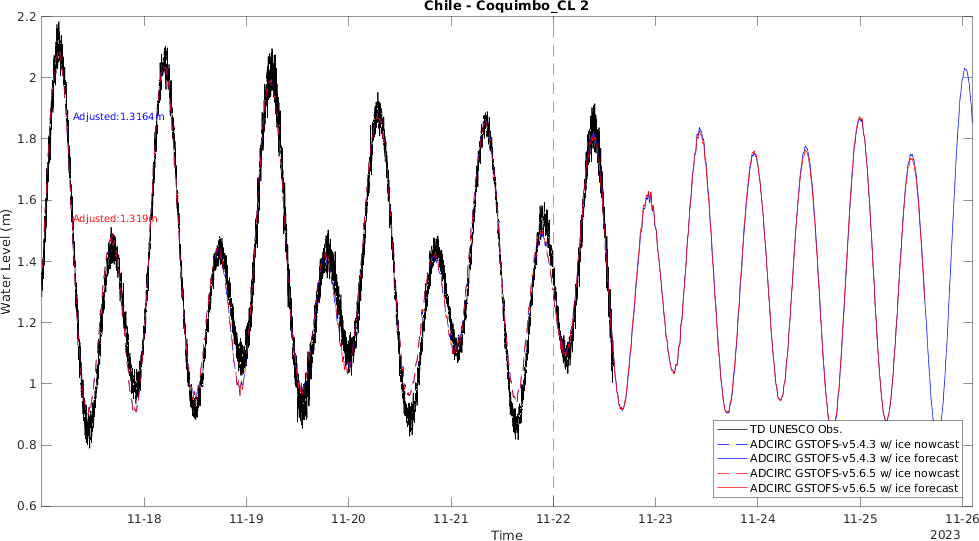 Chile - Coquimbo_CL 2
2.2
2
1.8
1.6
1.4
1.2
1
0.8
0.6
Water Level (m)
Adjusted:1.3164m
Adjusted:1.319m
TD UNESCO Obs.
ADCIRC GSTOFS-v5.4.3 w/ ice nowcast
ADCIRC GSTOFS-v5.4.3 w/ ice forecast
ADCIRC GSTOFS-v5.6.5 w/ ice nowcast
ADCIRC GSTOFS-v5.6.5 w/ ice forecast
11-18 11-19 11-20 11-21 11-22 11-23 11-24 11-25 11-26
2023
Time